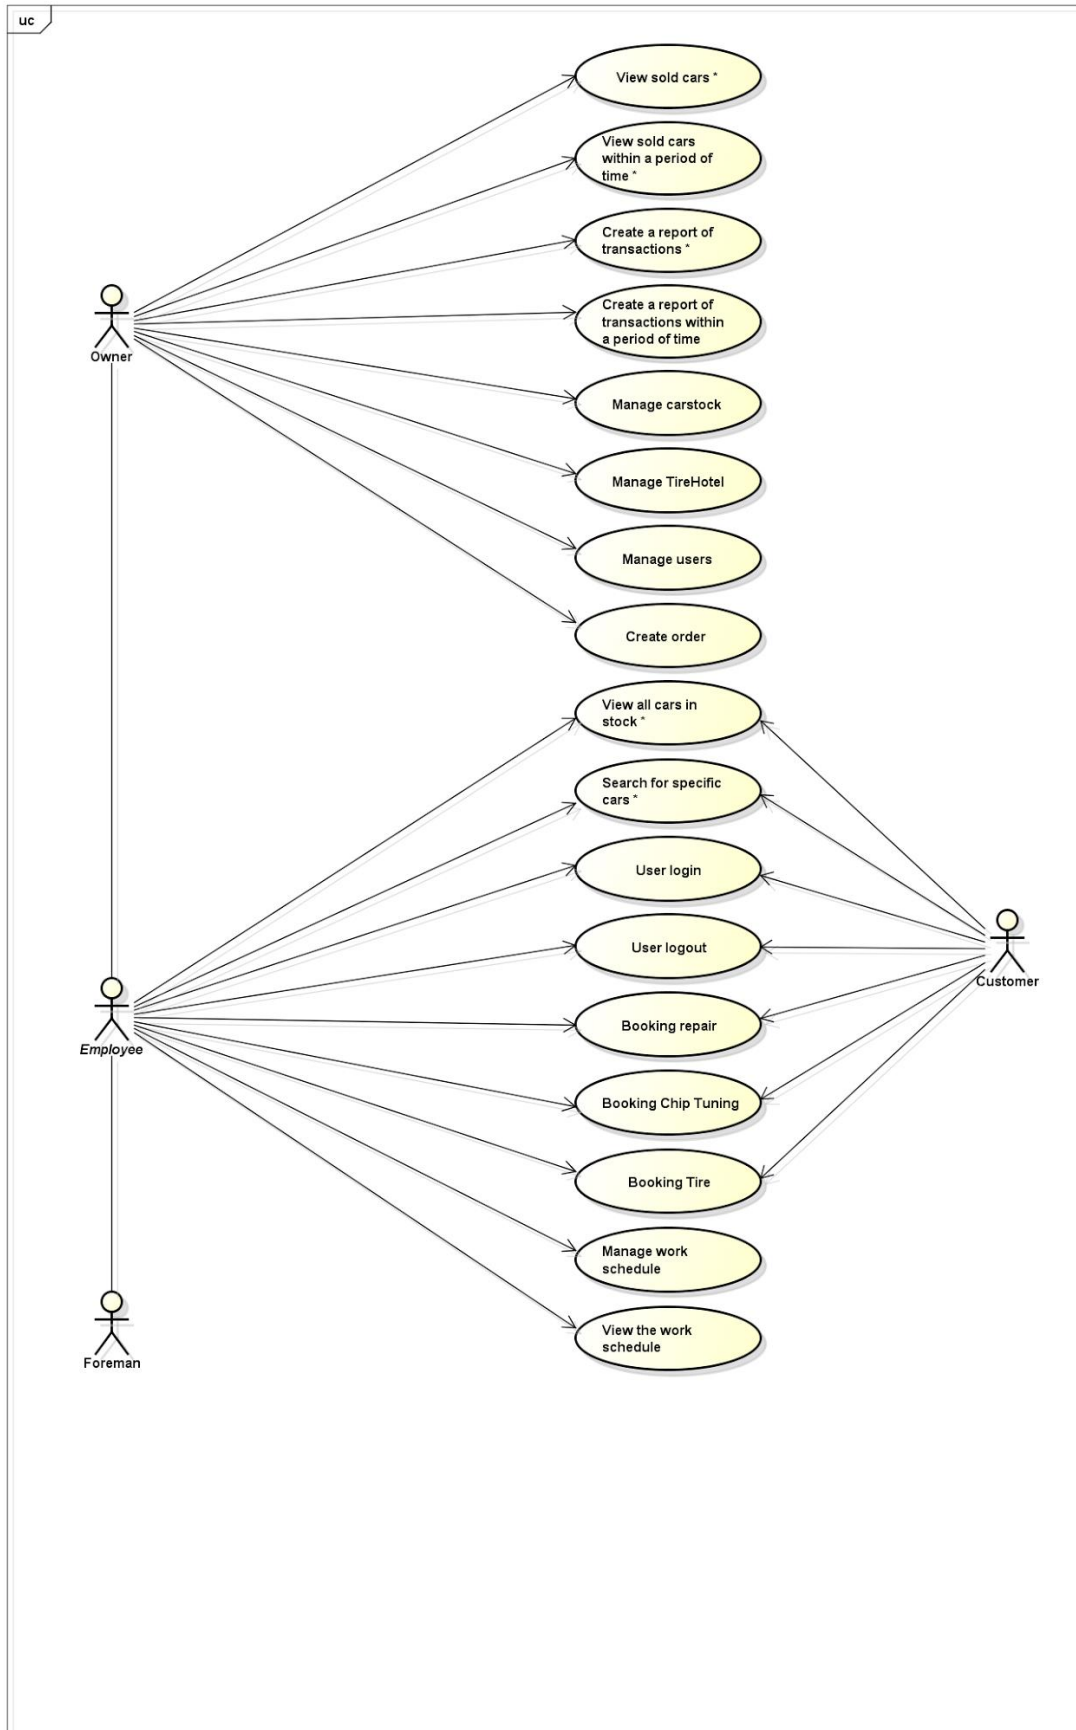 uc
View sold cars *
View sold cars
within a period of
time *
Create a report of
transactions *
Create a report of
transactions within
a period of time
Owner
Manage carstock
Manage TireHotel
Manage users
Create order
View all cars in
stock *
Search for specific
cars *
User login
User logout
Customer
Booking repair
Employee
Booking Chip Tuning
Booking Tire
Manage work
schedule
View the work
schedule
Foreman